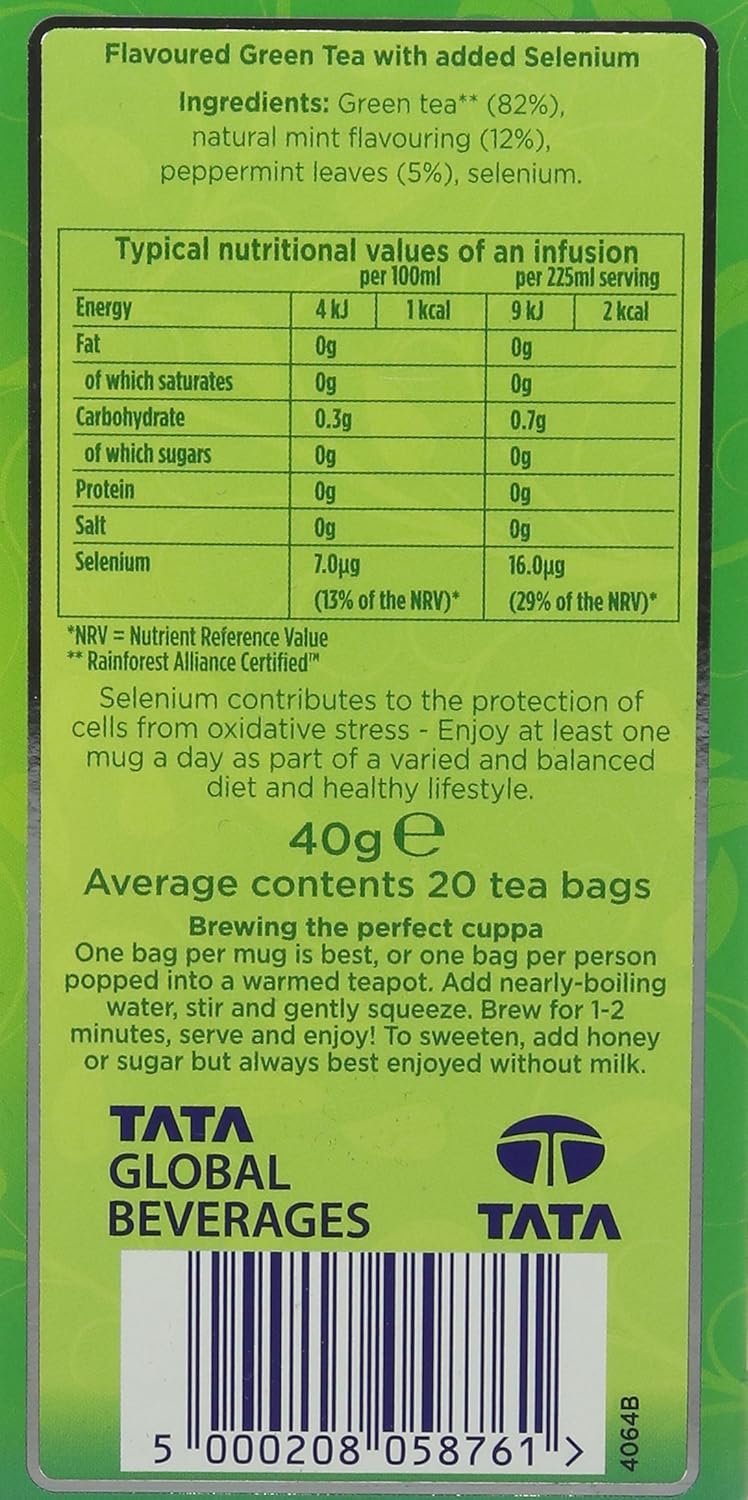 Flavoured Green Tea with added Selenium
Ingredients: Green tea** (82%),
natural mint flavouring (12%),
peppermint leaves (5%), selenium.
Typical nutritional values of an infusion
per 100ml per 225ml serving
Energy 4 kJ 1 kcal 9 kJ 2 kcal
Fat 0g 0g
of which saturates 0g 0g
Carbohydrate 0.3g 0.7g
of which sugars 0g 0g
Protein 0g 0g
Salt 0g 0g
Selenium 7.0µg 16.0µg
(13% of the NRV)* (29% of the NRV)*
*NRV = Nutrient Reference Value
** Rainforest Alliance Certified™
Selenium contributes to the protection of
cells from oxidative stress - Enjoy at least one
mug a day as part of a varied and balanced
diet and healthy lifestyle.
40g ℮
Average contents 20 tea bags
Brewing the perfect cuppa
One bag per mug is best, or one bag per person
popped into a warmed teapot. Add nearly-boiling
water, stir and gently squeeze. Brew for 1-2
minutes, serve and enjoy! To sweeten, add honey
or sugar but always best enjoyed without milk.
TATA
GLOBAL
BEVERAGES
TATA
5 000208 058761 >
4064B